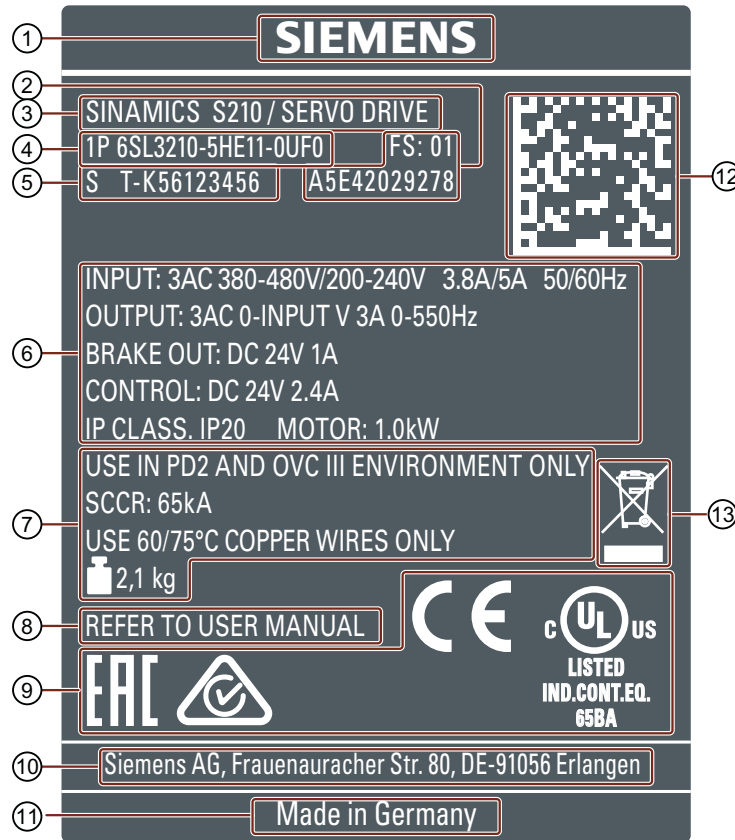 ① SIEMENS
②
③ SINAMICS S210 / SERVO DRIVE
④ 1P 6SL3210-5HE11-0UF0 FS: 01
⑤ S T-K56123456 A5E42029278
⑫
⑥
INPUT: 3AC 380-480V/200-240V 3.8A/5A 50/60Hz
OUTPUT: 3AC 0-INPUT V 3A 0-550Hz
BRAKE OUT: DC 24V 1A
CONTROL: DC 24V 2.4A
IP CLASS. IP20 MOTOR: 1.0kW
⑦
USE IN PD2 AND OVC III ENVIRONMENT ONLY
SCCR: 65kA
USE 60/75°C COPPER WIRES ONLY
2,1 kg
⑬
⑧ REFER TO USER MANUAL
⑨
CE
C UL US
LISTED
IND.CONT.EQ.
65BA
EAC
⑩ Siemens AG, Frauenauracher Str. 80, DE-91056 Erlangen
⑪ Made in Germany